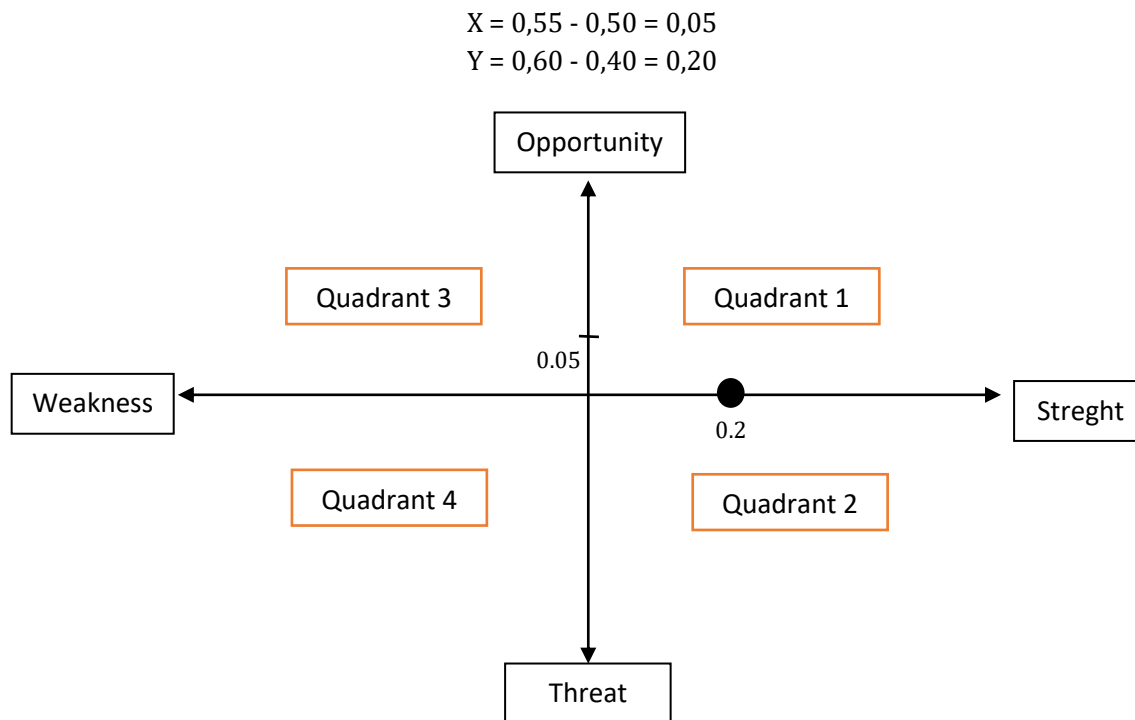 X = 0,55 - 0,50 = 0,05
Y = 0,60 - 0,40 = 0,20
Opportunity
Quadrant 3
Quadrant 1
0.05
Weakness
Streght
0.2
Quadrant 4
Quadrant 2
Threat